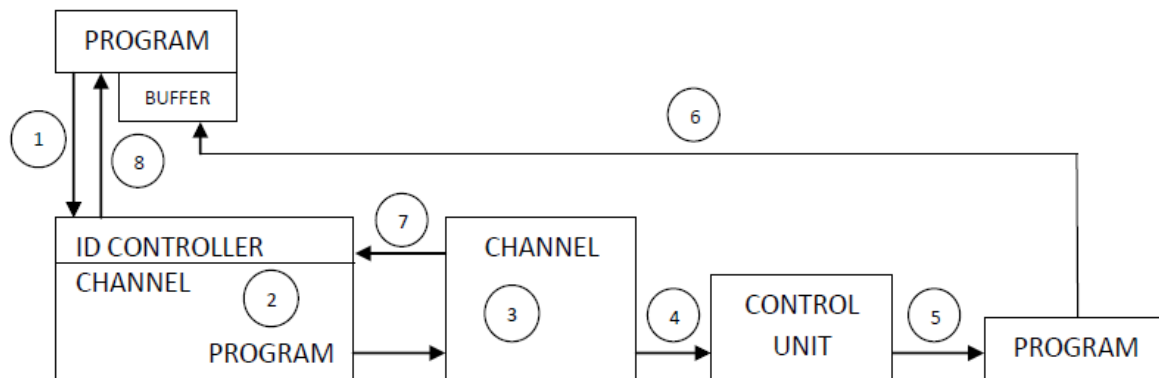 PROGRAM
BUFFER
1
8
6
7
ID CONTROLLER
CHANNEL
2
PROGRAM
CHANNEL
3
4
CONTROL
UNIT
5
PROGRAM